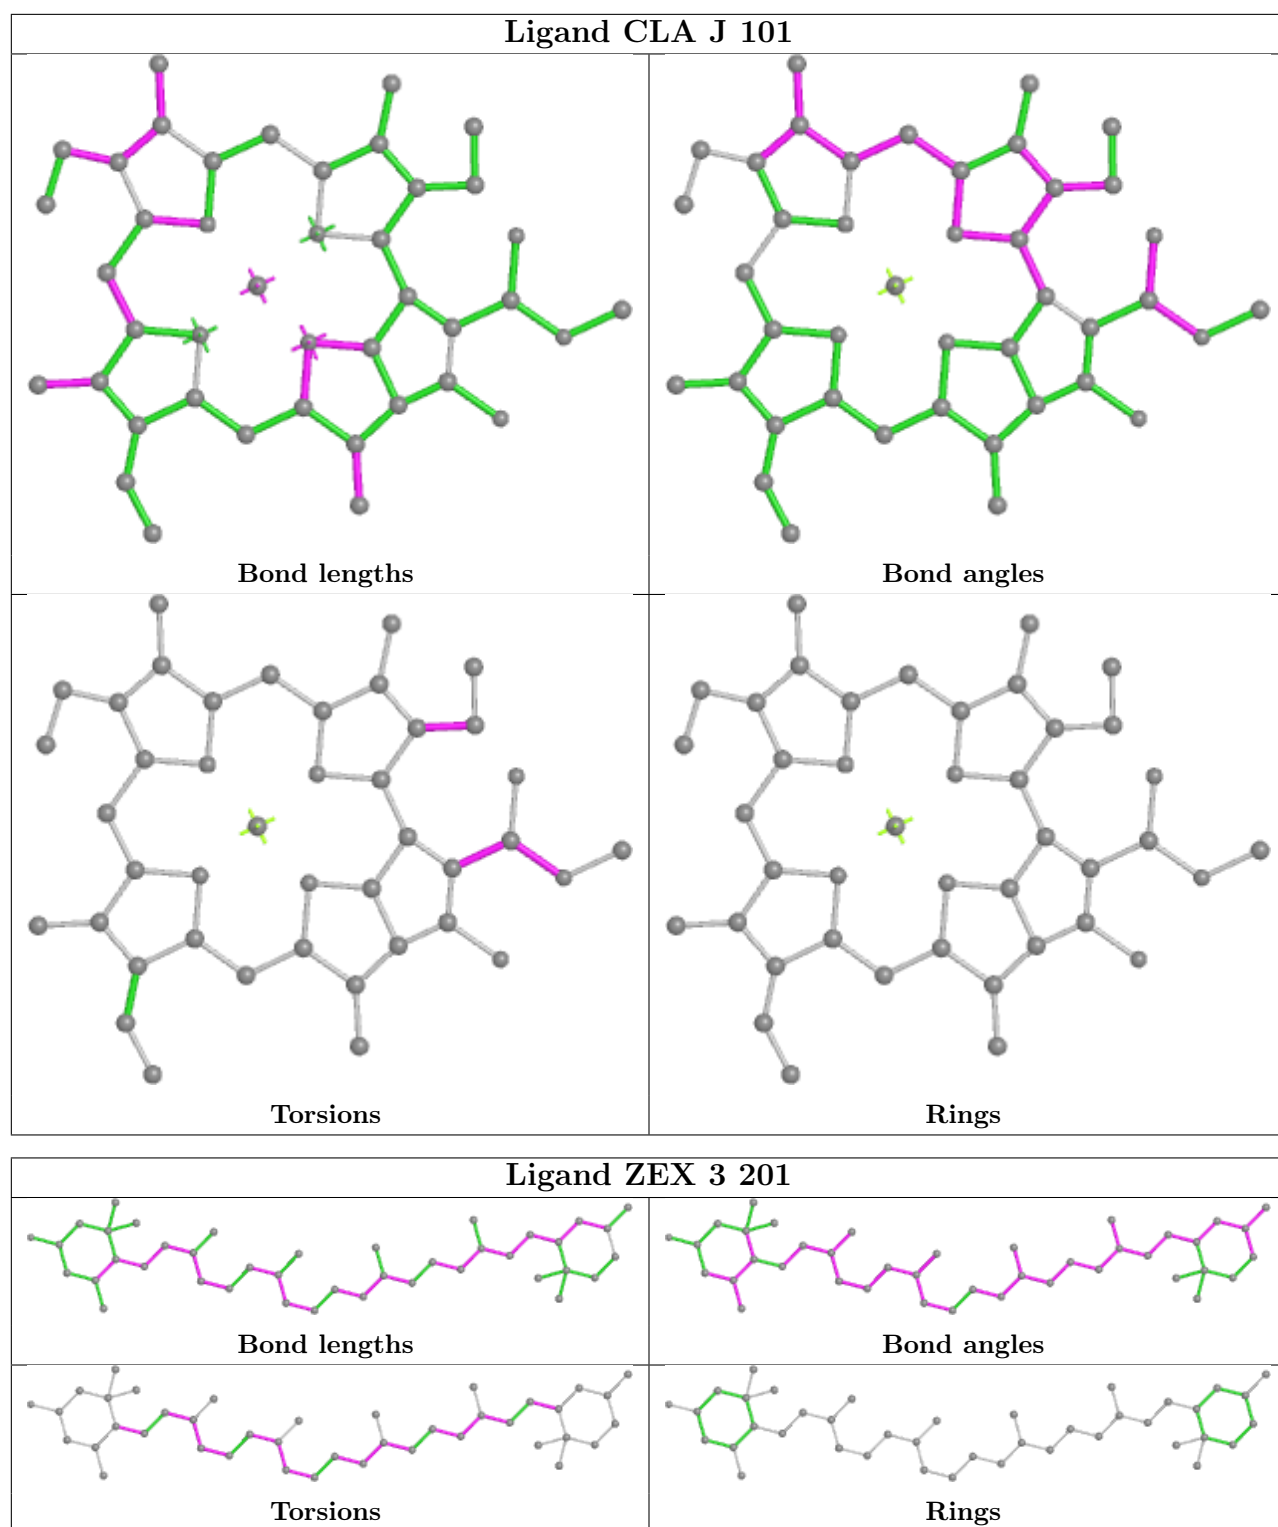 Ligand CLA J 101
Bond lengths
Bond angles
Torsions
Rings
Ligand ZEX 3 201
Bond lengths
Bond angles
Torsions
Rings